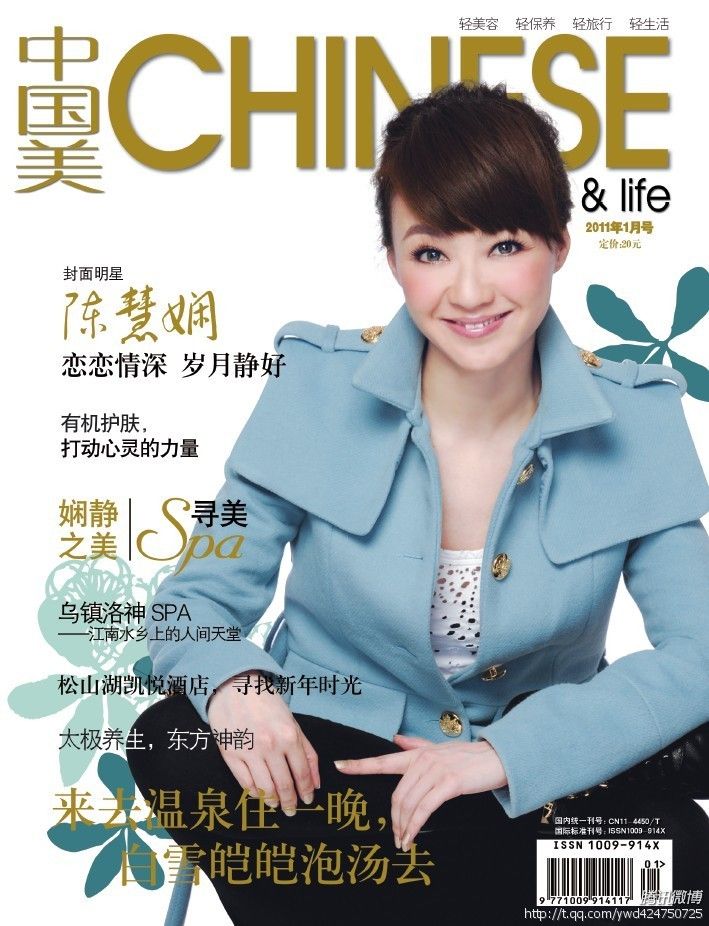 轻美容 轻保养 轻旅行 轻生活
中国美
CHINESE
& life
2011年1月号
定价:20元
封面明星
陈慧娴
恋恋情深 岁月静好
有机护肤,
打动心灵的力量
娴静之美
寻美
Spa
乌镇洛神 SPA
——江南水乡上的人间天堂
松山湖凯悦酒店，寻找新年时光
太极养生，东方神韵
来去温泉住一晚，
白雪皑皑泡汤去
国内统一刊号: CN11-4450/T
国际标准刊号: ISSN1009-914X
ISSN 1009-914X
01>
9 771009 914117
腾讯微博
http://t.qq.com/ywd424750725